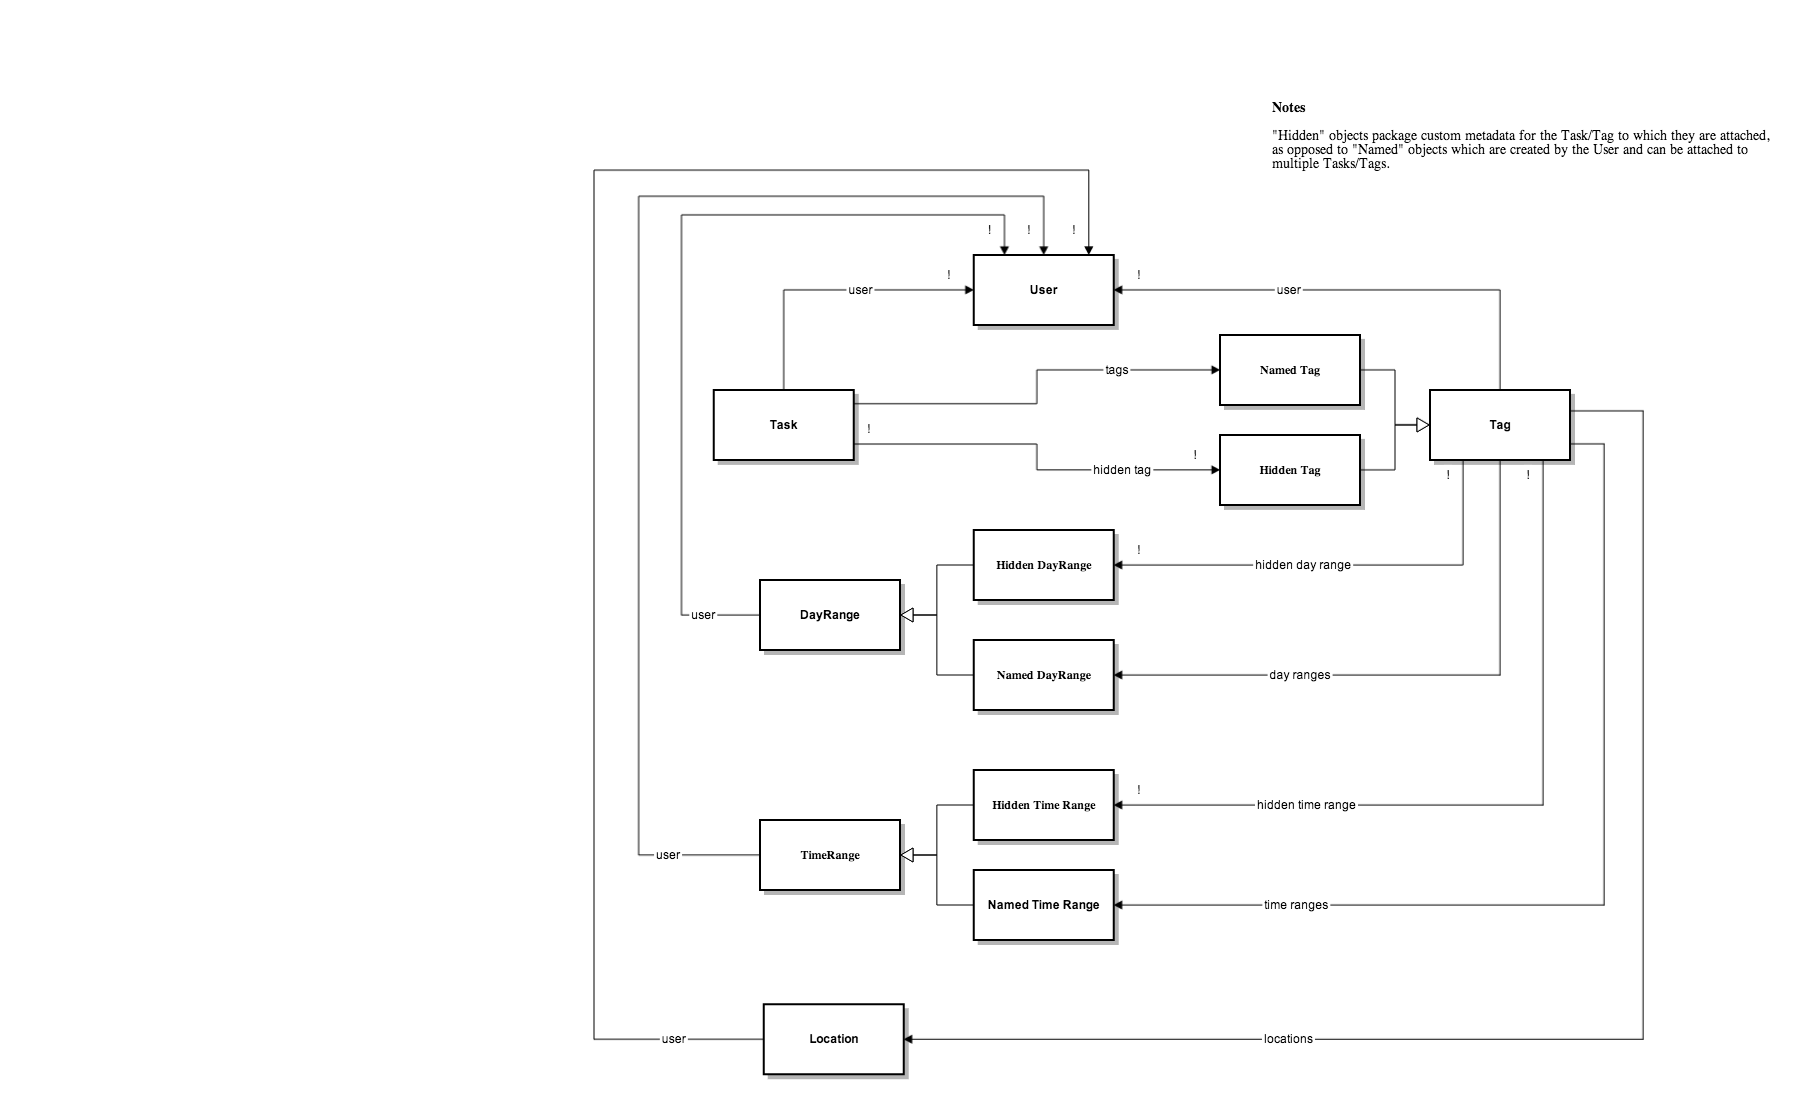 Notes
"Hidden" objects package custom metadata for the Task/Tag to which they are attached,
as opposed to "Named" objects which are created by the User and can be attached to
multiple Tasks/Tags.
! ! !
! !
user User user
tags Named Tag
Task Tag
!
! 
hidden tag Hidden Tag
! !
!
Hidden DayRange hidden day range
user DayRange
Named DayRange day ranges
!
Hidden Time Range hidden time range
user TimeRange
Named Time Range time ranges
user Location locations